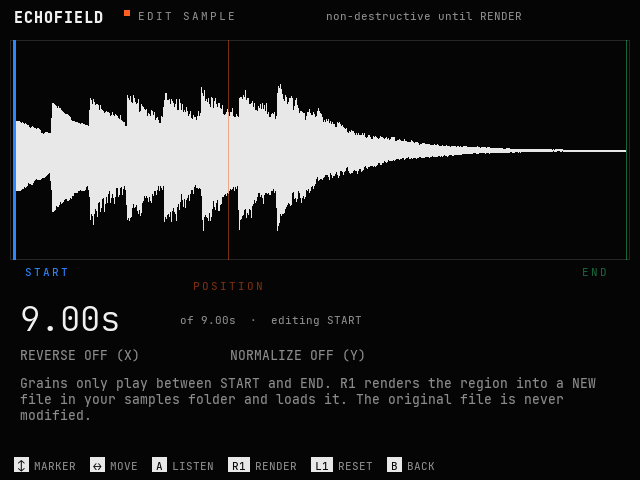 ECHOFIELD EDIT SAMPLE non-destructive until RENDER
START END
POSITION
9.00s of 9.00s · editing START
REVERSE OFF (X) NORMALIZE OFF (Y)
Grains only play between START and END. R1 renders the region into a NEW
file in your samples folder and loads it. The original file is never
modified.
↕ MARKER ↔ MOVE A LISTEN R1 RENDER L1 RESET B BACK